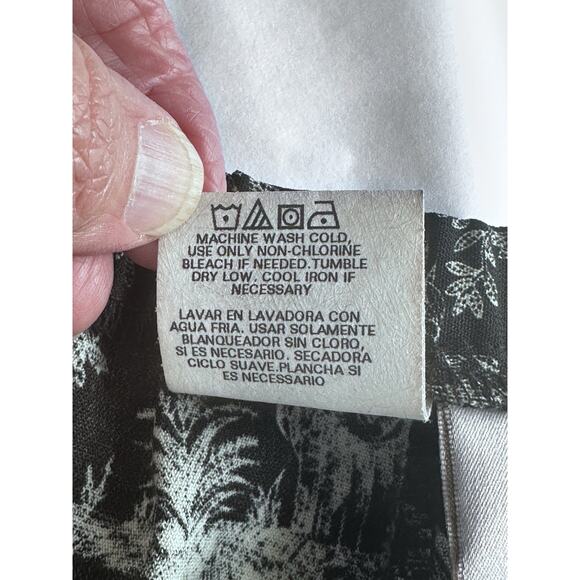 MACHINE WASH COLD,
USE ONLY NON-CHLORINE
BLEACH IF NEEDED.TUMBLE
DRY LOW. COOL IRON IF
NECESSARY
LAVAR EN LAVADORA CON
AGUA FRIA. USAR SOLAMENTE
BLANQUEADOR SIN CLORO,
SI ES NECESARIO. SECADORA
CICLO SUAVE.PLANCHA SI
ES NECESSARIO